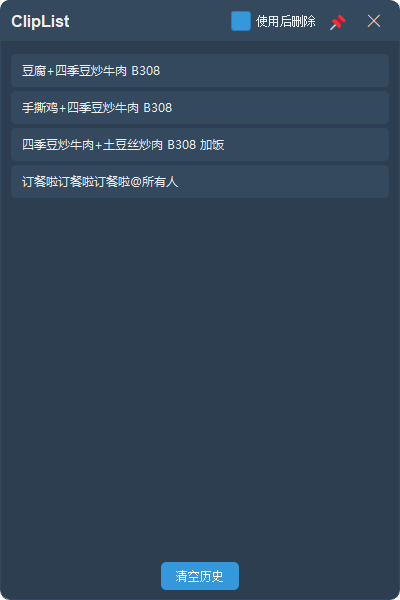 ClipList
使用后删除
豆腐+四季豆炒牛肉 B308
手撕鸡+四季豆炒牛肉 B308
四季豆炒牛肉+土豆丝炒肉 B308 加饭
订餐啦订餐啦订餐啦@所有人
清空历史